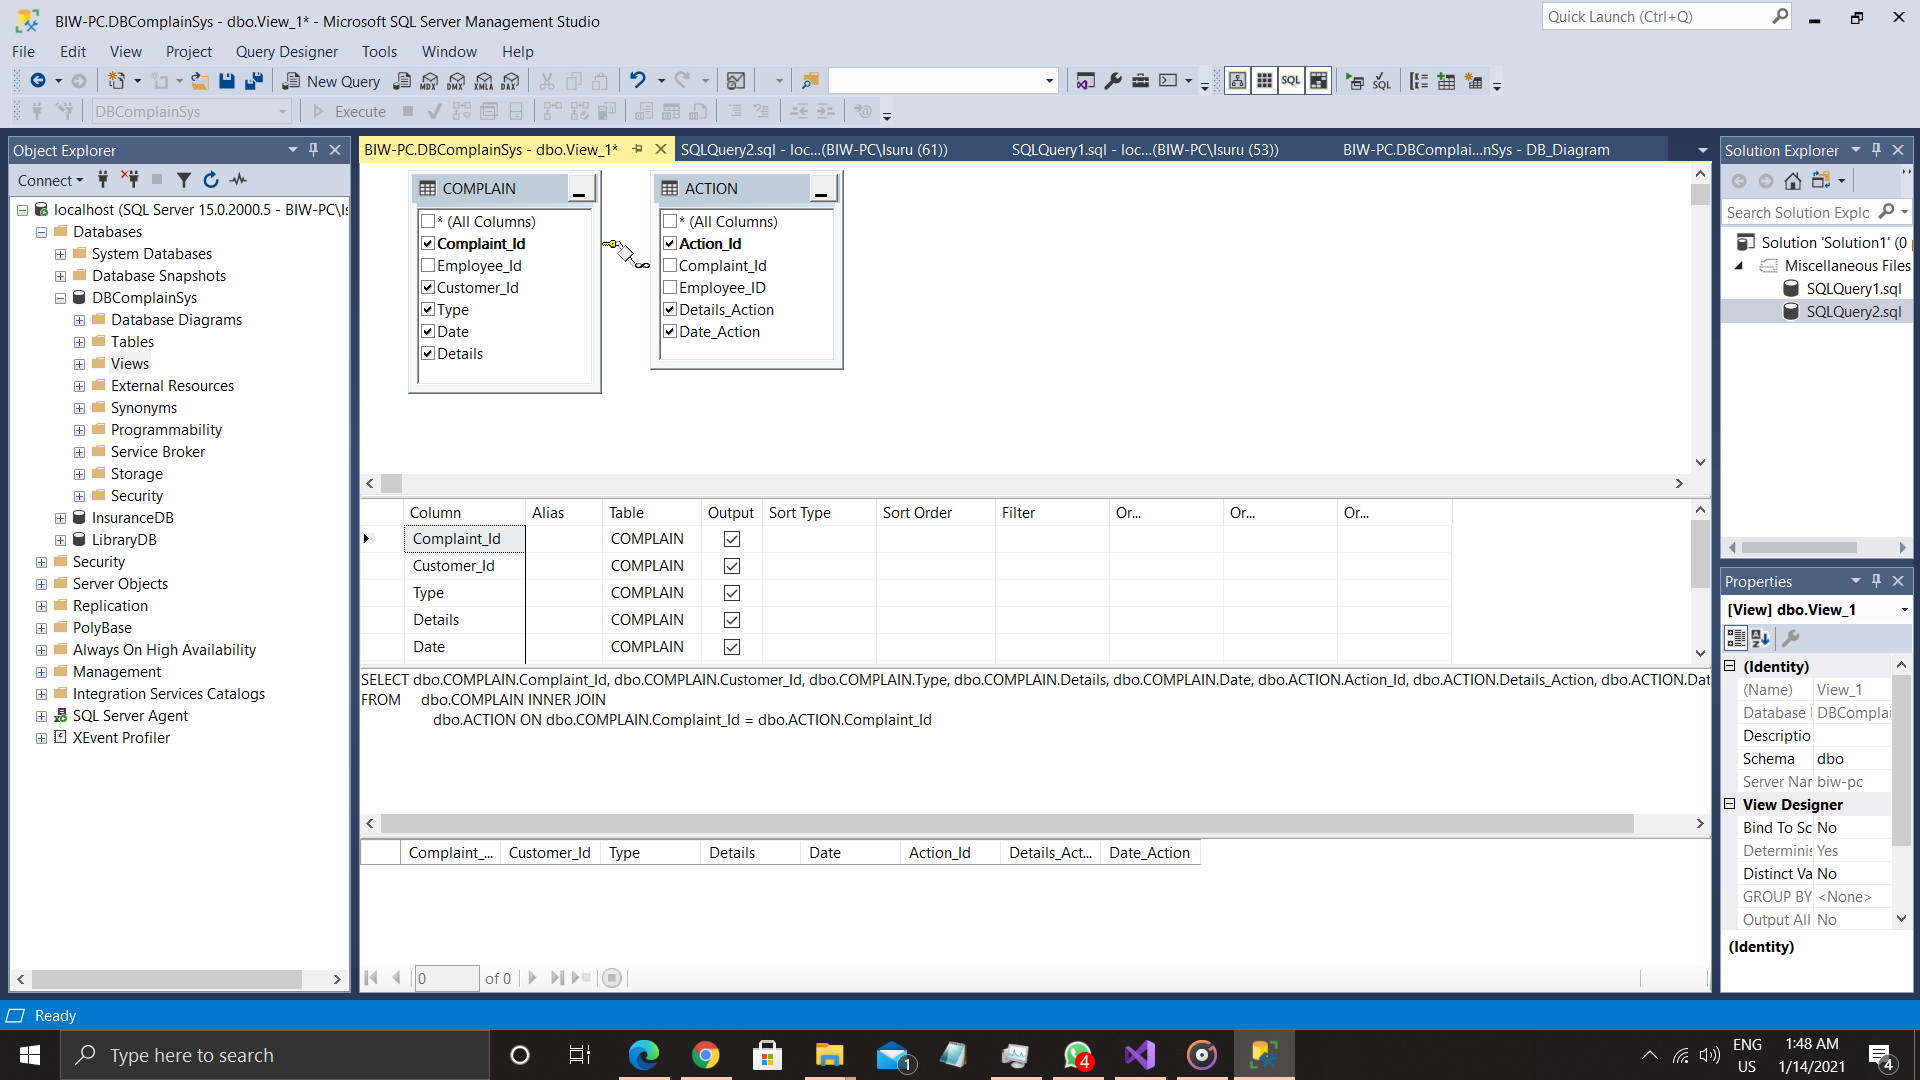 BIW-PC.DBComplainSys - dbo.View_1* - Microsoft SQL Server Management Studio
Quick Launch (Ctrl+Q)
File Edit View Project Query Designer Tools Window Help
New Query
MDX DMX XMLA DAX
SQL
DBComplainSys
Execute
Object Explorer
Connect
localhost (SQL Server 15.0.2000.5 - BIW-PC\Is
Databases
System Databases
Database Snapshots
DBComplainSys
Database Diagrams
Tables
Views
External Resources
Synonyms
Programmability
Service Broker
Storage
Security
InsuranceDB
LibraryDB
Security
Server Objects
Replication
PolyBase
Always On High Availability
Management
Integration Services Catalogs
SQL Server Agent
XEvent Profiler
BIW-PC.DBComplainSys - dbo.View_1*
SQLQuery2.sql - loc...(BIW-PC\Isuru (61))
SQLQuery1.sql - loc...(BIW-PC\Isuru (53))
BIW-PC.DBComplai...nSys - DB_Diagram
COMPLAIN
* (All Columns)
Complaint_Id
Employee_Id
Customer_Id
Type
Date
Details
ACTION
* (All Columns)
Action_Id
Complaint_Id
Employee_ID
Details_Action
Date_Action
Column Alias Table Output Sort Type Sort Order Filter Or... Or... Or...
Complaint_Id COMPLAIN
Customer_Id COMPLAIN
Type COMPLAIN
Details COMPLAIN
Date COMPLAIN
SELECT dbo.COMPLAIN.Complaint_Id, dbo.COMPLAIN.Customer_Id, dbo.COMPLAIN.Type, dbo.COMPLAIN.Details, dbo.COMPLAIN.Date, dbo.ACTION.Action_Id, dbo.ACTION.Details_Action, dbo.ACTION.Dat
FROM dbo.COMPLAIN INNER JOIN
dbo.ACTION ON dbo.COMPLAIN.Complaint_Id = dbo.ACTION.Complaint_Id
Complaint_... Customer_Id Type Details Date Action_Id Details_Act... Date_Action
0 of 0
Solution Explorer
Search Solution Explo
Solution 'Solution1' (0
Miscellaneous Files
SQLQuery1.sql
SQLQuery2.sql
Properties
[View] dbo.View_1
(Identity)
(Name) View_1
Database DBComplai
Descriptio
Schema dbo
Server Nar biw-pc
View Designer
Bind To Sc No
Determinis Yes
Distinct Va No
GROUP BY <None>
Output All No
(Identity)
Ready
Type here to search
1
4
ENG
US
1:48 AM
1/14/2021
4